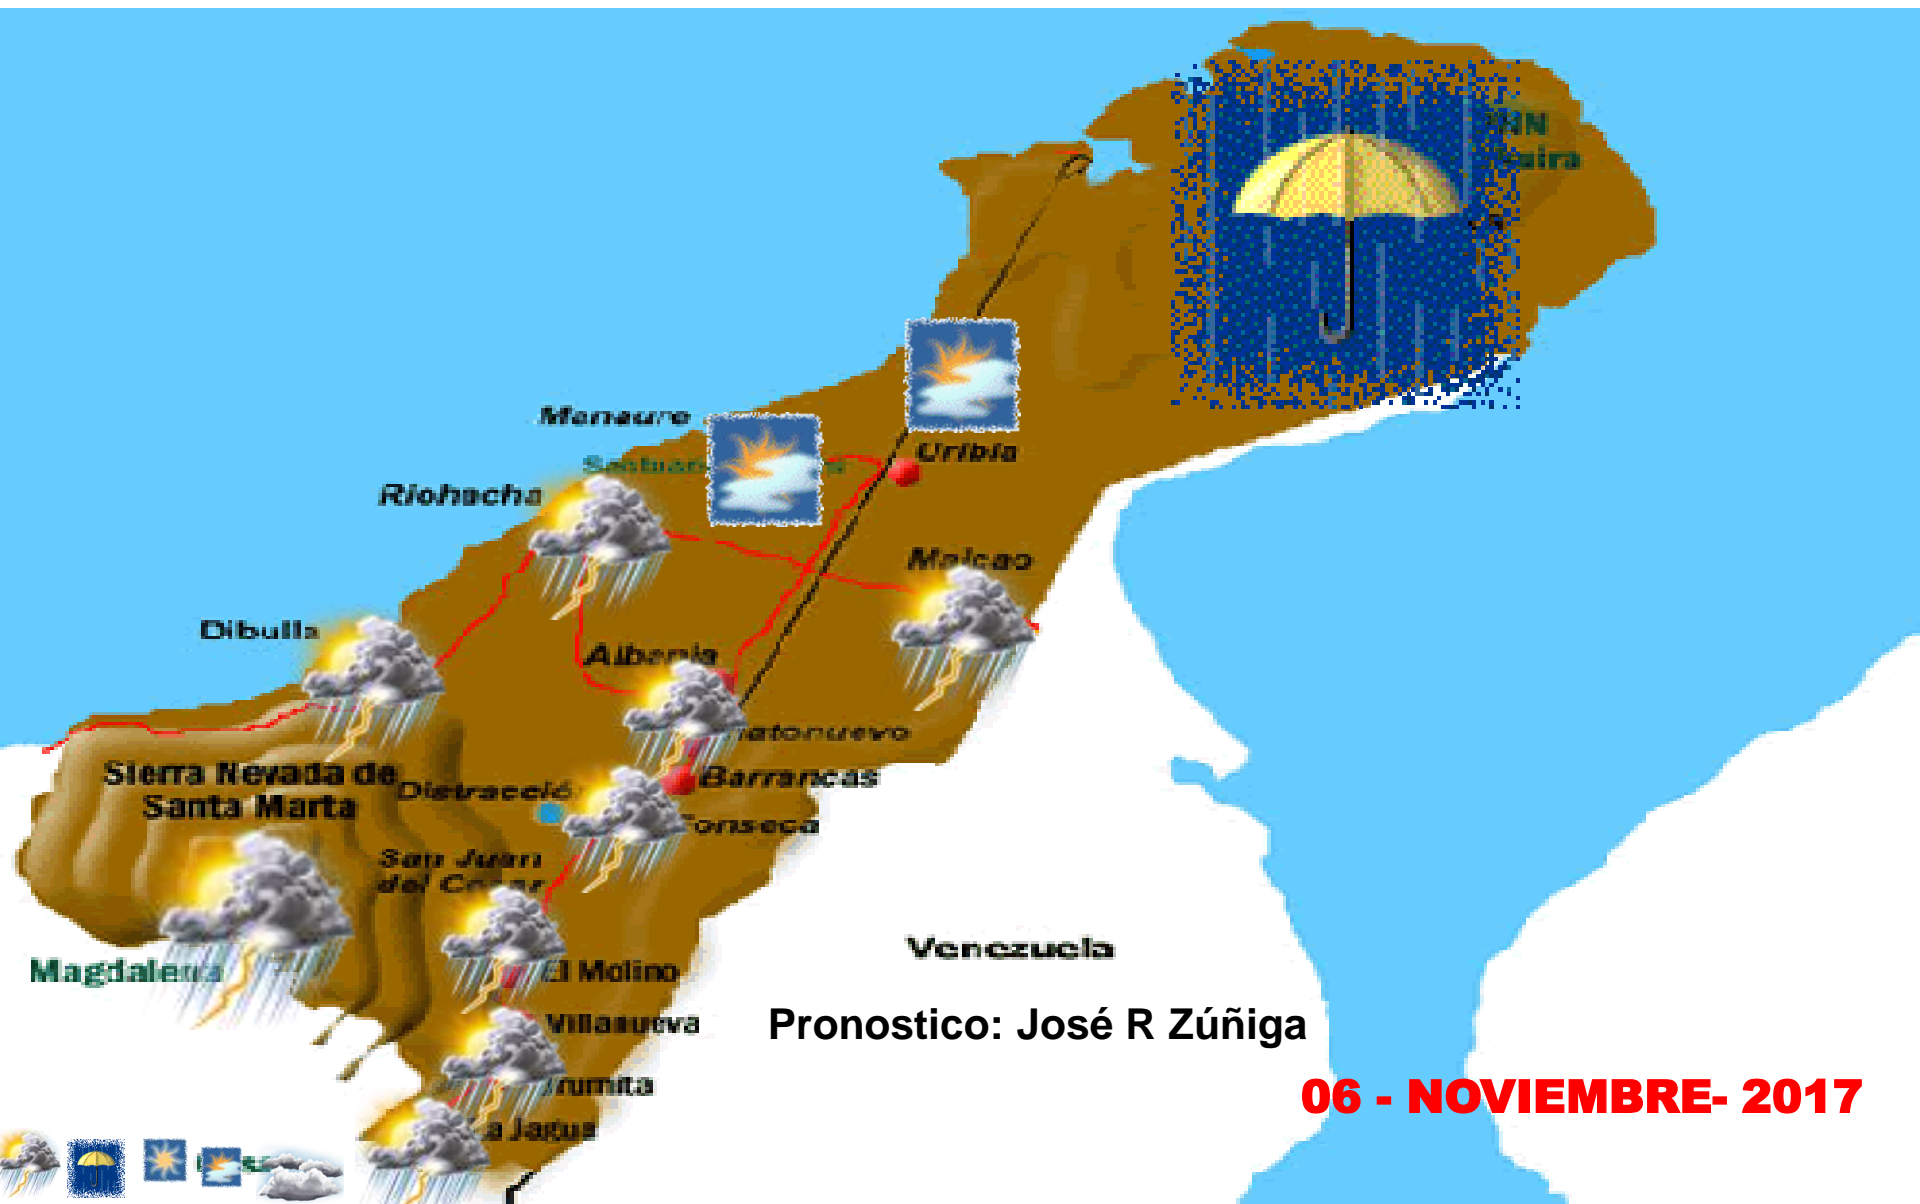 Manaure
Uribia
Riohacha
Maicao
Dibulla
Albania
Sierra Nevada de
Santa Marta
Barrancas
San Juan
Venezuela
Magdalena
El Molino
Villanueva
Pronostico: José R Zúñiga
06 - NOVIEMBRE- 2017